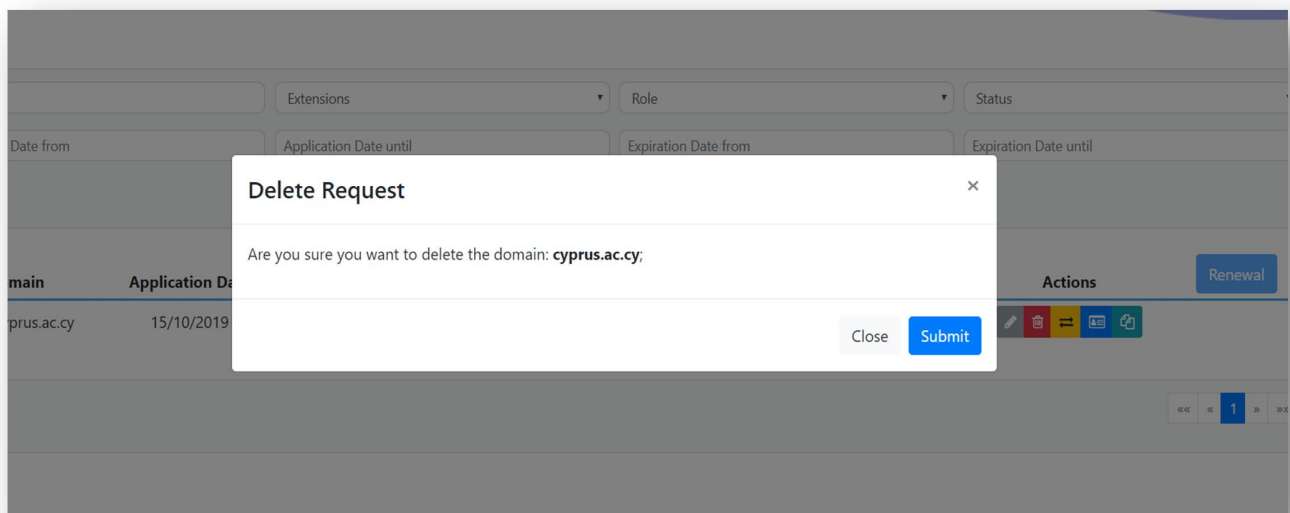 Extensions Role Status
Date from Application Date until Expiration Date from Expiration Date until
Delete Request ×
Are you sure you want to delete the domain: cyprus.ac.cy;
main Application Da Actions Renewal
prus.ac.cy 15/10/2019
Close Submit
«« « 1 » »»